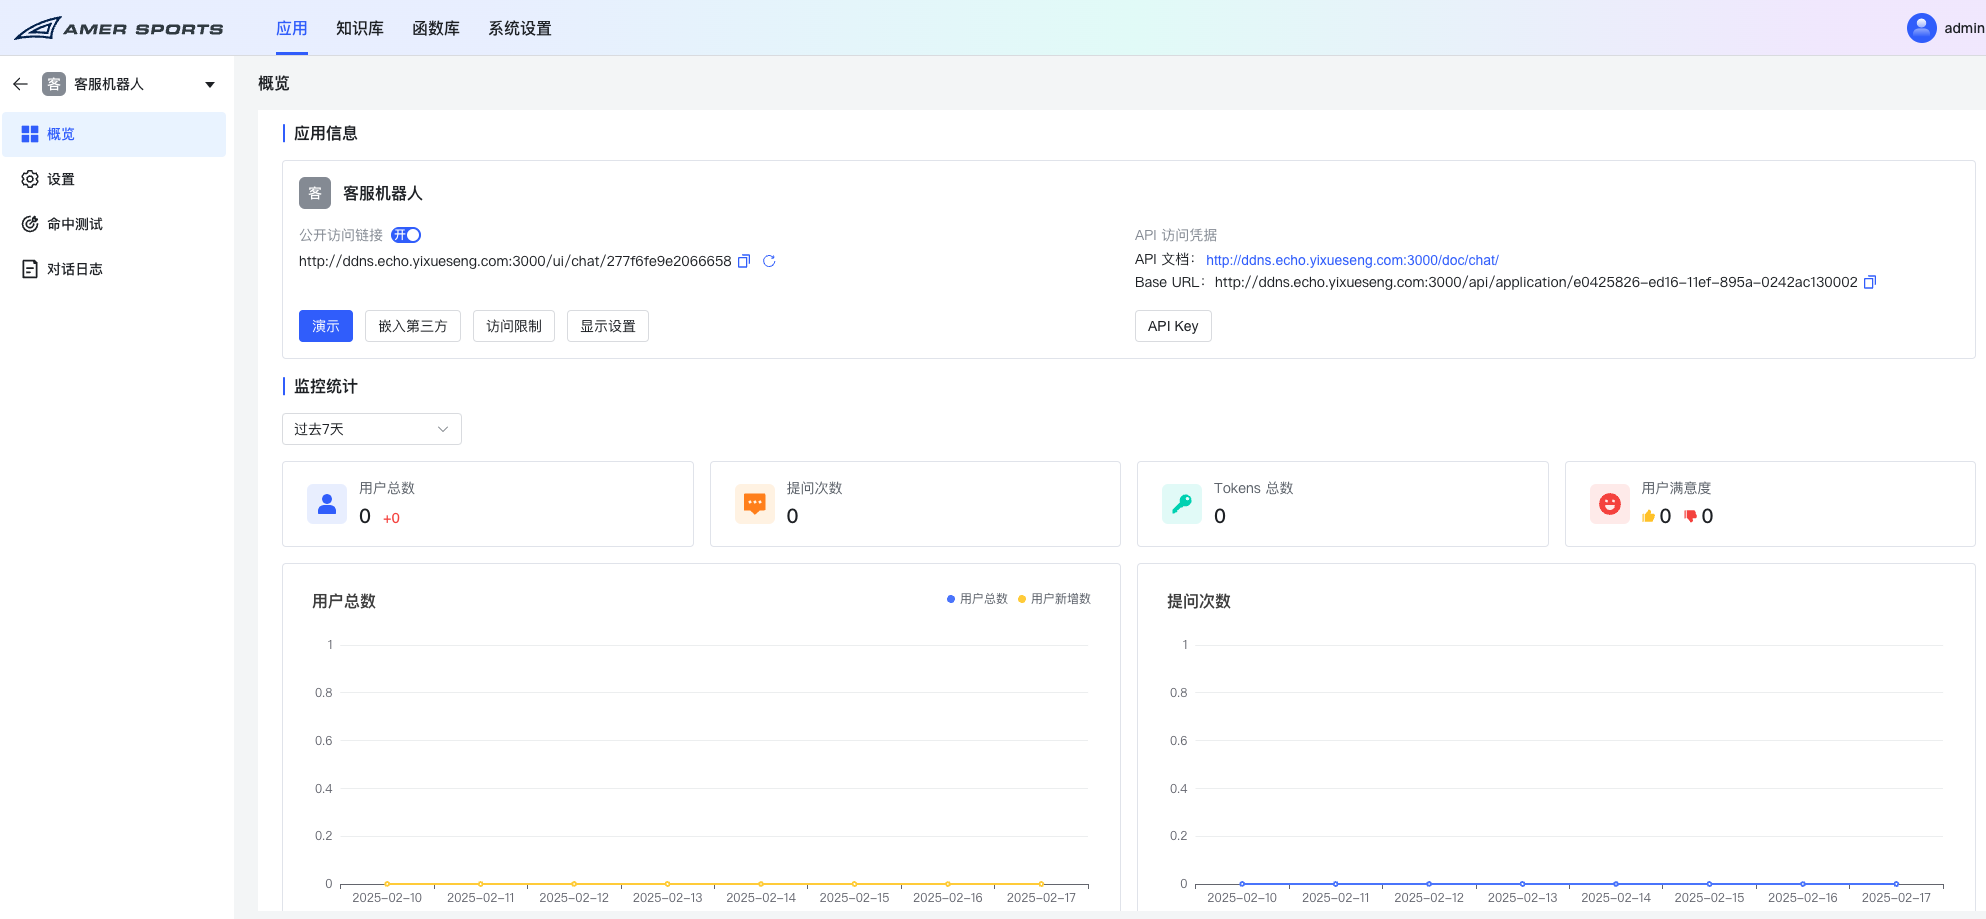 AMER SPORTS
应用 知识库 函数库 系统设置
admin
客 客服机器人
概览
设置
命中测试
对话日志
概览
应用信息
客 客服机器人
公开访问链接 开
http://ddns.echo.yixueseng.com:3000/ui/chat/277f6fe9e2066658
演示 嵌入第三方 访问限制 显示设置
API 访问凭据
API 文档： http://ddns.echo.yixueseng.com:3000/doc/chat/
Base URL： http://ddns.echo.yixueseng.com:3000/api/application/e0425826-ed16-11ef-895a-0242ac130002
API Key
监控统计
过去7天
用户总数
0 +0
提问次数
0
Tokens 总数
0
用户满意度
0 0
用户总数
用户总数 用户新增数
1
0.8
0.6
0.4
0.2
0
2025-02-10 2025-02-11 2025-02-12 2025-02-13 2025-02-14 2025-02-15 2025-02-16 2025-02-17
提问次数
1
0.8
0.6
0.4
0.2
0
2025-02-10 2025-02-11 2025-02-12 2025-02-13 2025-02-14 2025-02-15 2025-02-16 2025-02-17